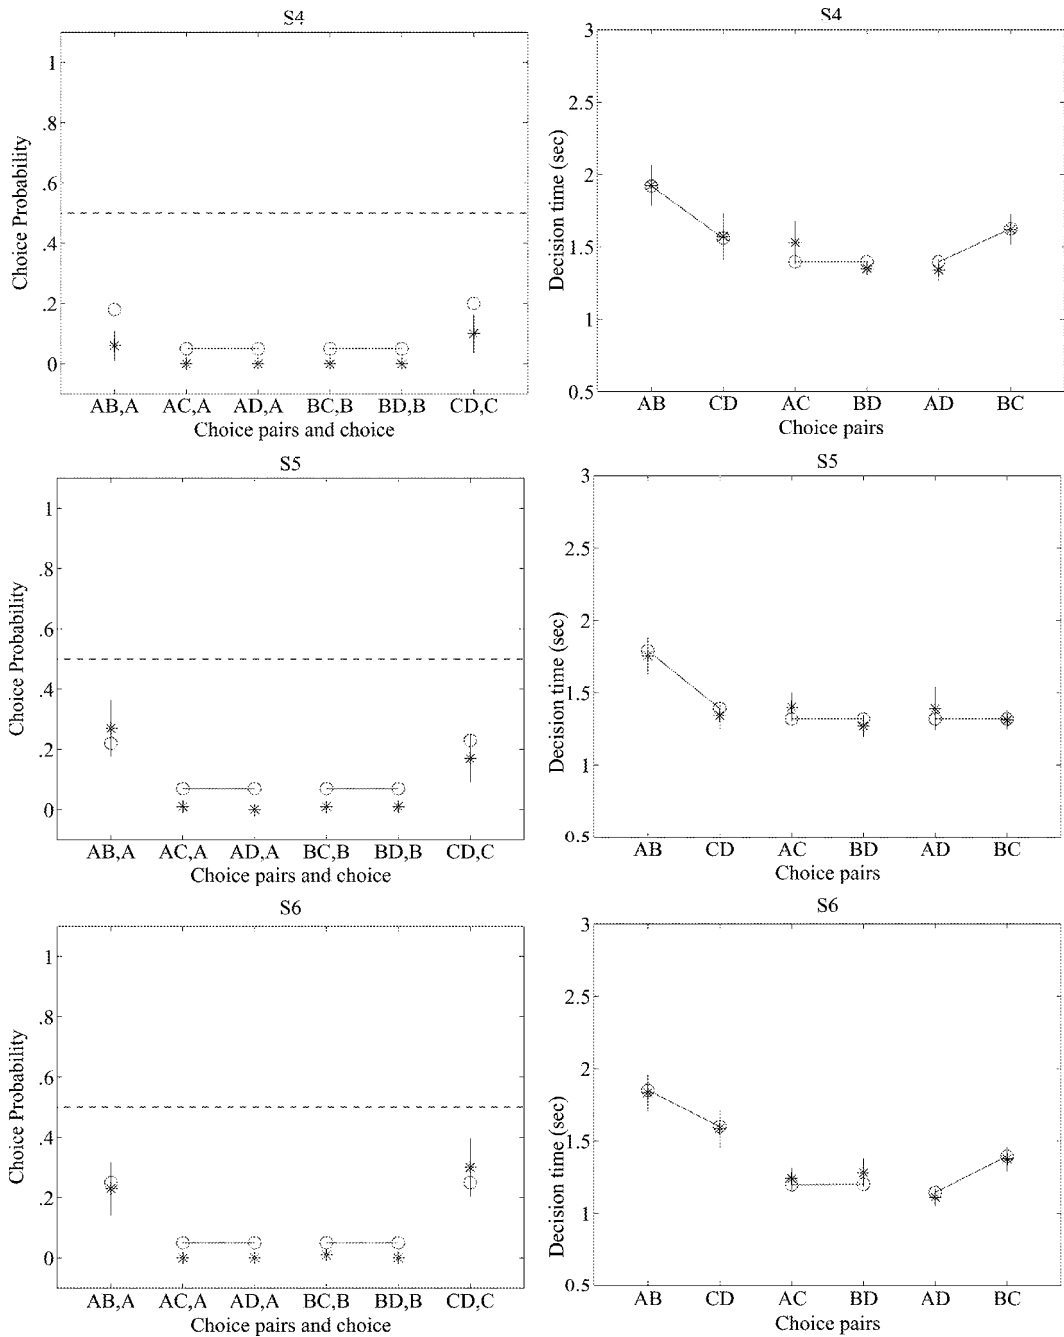 S4
1
.8
.6
.4
.2
0
Choice Probability
AB,A AC,A AD,A BC,B BD,B CD,C
Choice pairs and choice
S4
3
2.5
2
1.5
1
0.5
Decision time (sec)
AB CD AC BD AD BC
Choice pairs
S5
1
.8
.6
.4
.2
0
Choice Probability
AB,A AC,A AD,A BC,B BD,B CD,C
Choice pairs and choice
S5
3
2.5
2
1.5
1
0.5
Decision time (sec)
AB CD AC BD AD BC
Choice pairs
S6
1
.8
.6
.4
.2
0
Choice Probability
AB,A AC,A AD,A BC,B BD,B CD,C
Choice pairs and choice
S6
3
2.5
2
1.5
1
0.5
Decision time (sec)
AB CD AC BD AD BC
Choice pairs